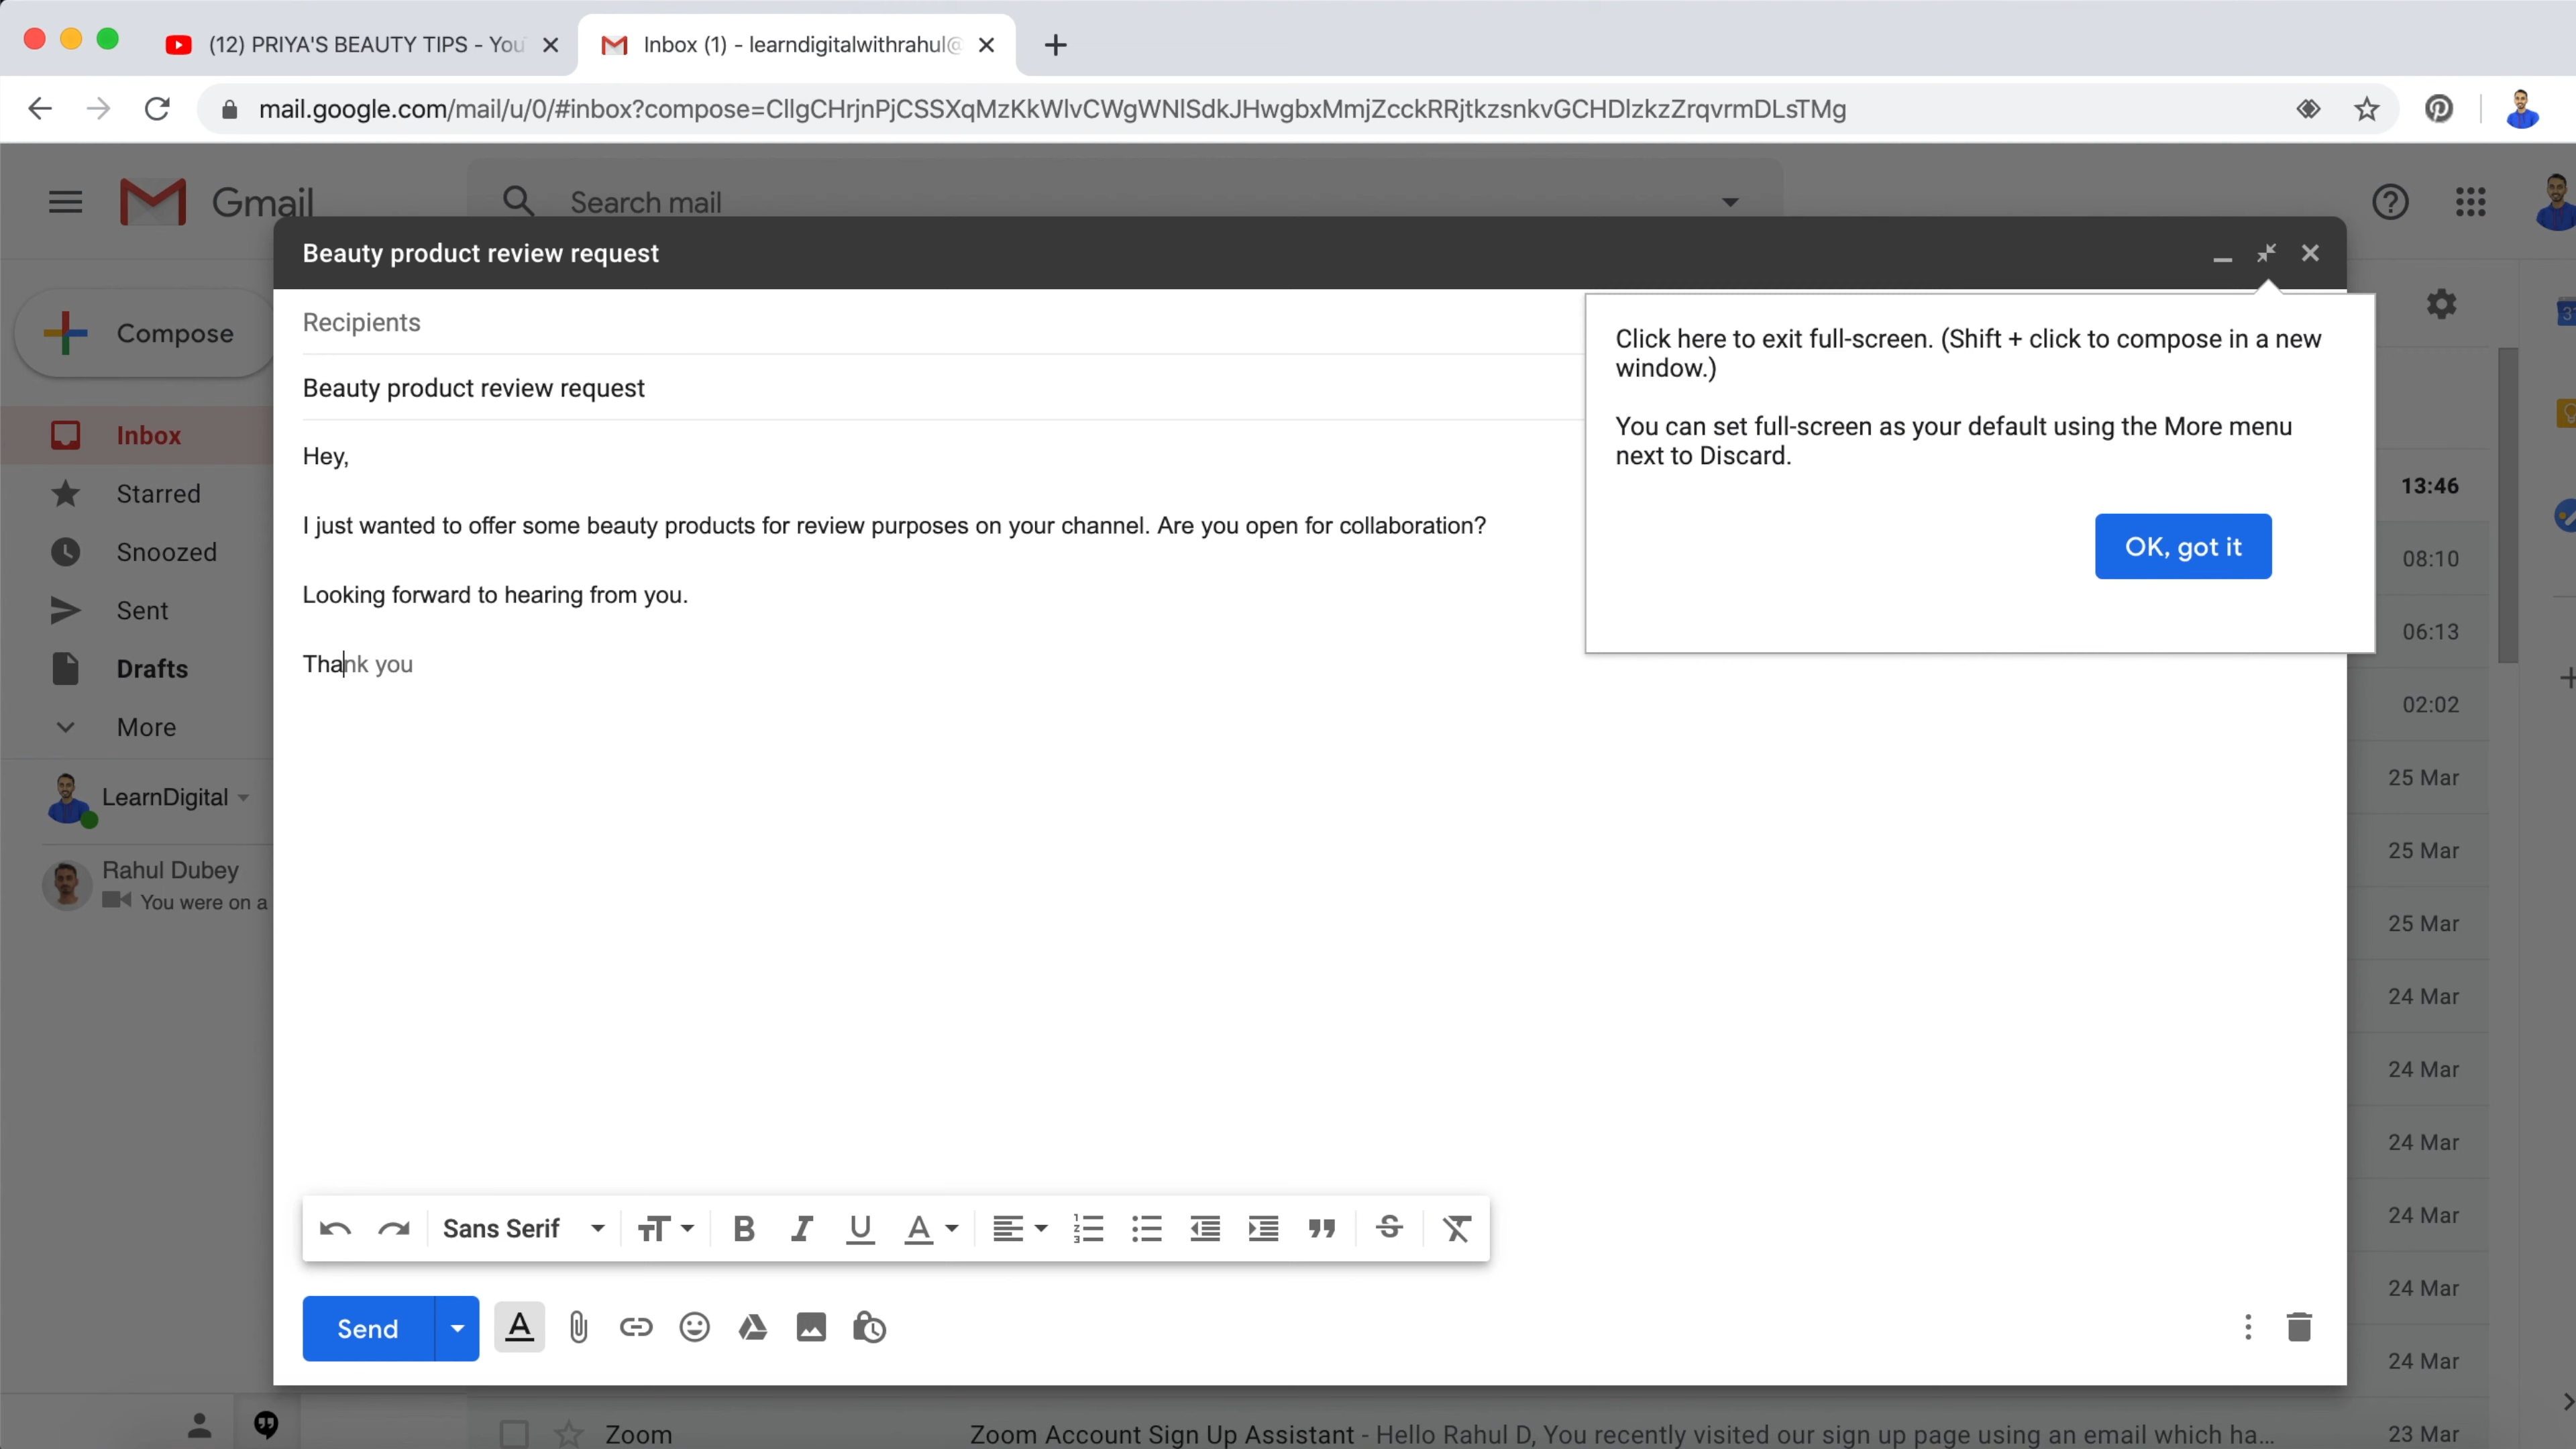 (12) PRIYA'S BEAUTY TIPS - You
Inbox (1) - learndigitalwithrahul@
mail.google.com/mail/u/0/#inbox?compose=CllgCHrjnPjCSSXqMzKkWlvCWgWNlSdkJHwgbxMmjZcckRRjtkzsnkvGCHDlzkzZrqvrmDLsTMg
Gmail
Search mail
Beauty product review request
Compose
Recipients
Click here to exit full-screen. (Shift + click to compose in a new
window.)
Beauty product review request
You can set full-screen as your default using the More menu
next to Discard.
Inbox
Hey,
13:46
Starred
I just wanted to offer some beauty products for review purposes on your channel. Are you open for collaboration?
OK, got it
Snoozed
08:10
Looking forward to hearing from you.
Sent
06:13
Thank you
Drafts
02:02
More
25 Mar
LearnDigital
25 Mar
Rahul Dubey
You were on a
25 Mar
24 Mar
24 Mar
24 Mar
24 Mar
Sans Serif
24 Mar
Send
24 Mar
Zoom
Zoom Account Sign Up Assistant - Hello Rahul D, You recently visited our sign up page using an email which ha...
23 Mar